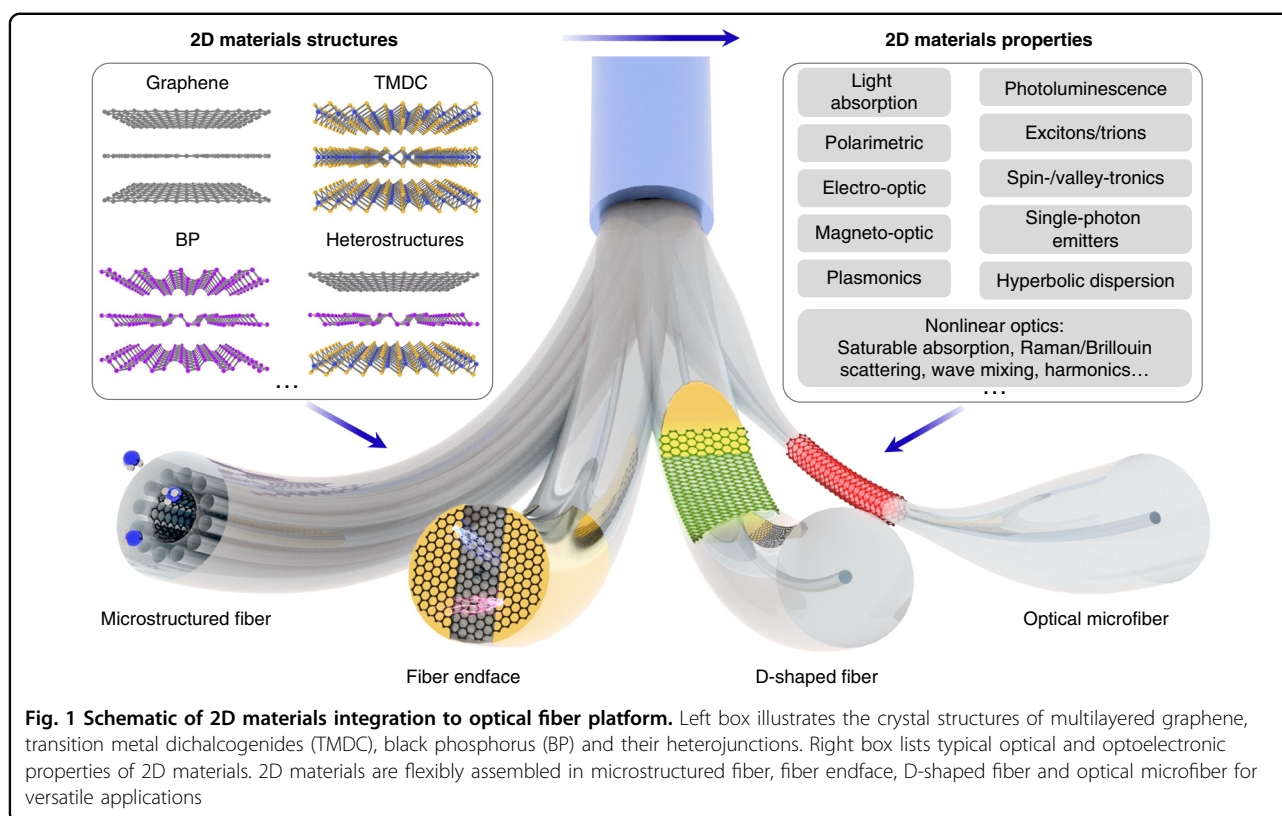 2D materials structures
2D materials properties
Graphene
TMDC
BP
Heterostructures
...
Light
absorption
Polarimetric
Electro-optic
Magneto-optic
Plasmonics
Photoluminescence
Excitons/trions
Spin-/valley-tronics
Single-photon
emitters
Hyperbolic dispersion
Nonlinear optics:
Saturable absorption, Raman/Brillouin
scattering, wave mixing, harmonics...
...
Microstructured fiber
Fiber endface
D-shaped fiber
Optical microfiber
Fig. 1 Schematic of 2D materials integration to optical fiber platform. Left box illustrates the crystal structures of multilayered graphene,
transition metal dichalcogenides (TMDC), black phosphorus (BP) and their heterojunctions. Right box lists typical optical and optoelectronic
properties of 2D materials. 2D materials are flexibly assembled in microstructured fiber, fiber endface, D-shaped fiber and optical microfiber for
versatile applications